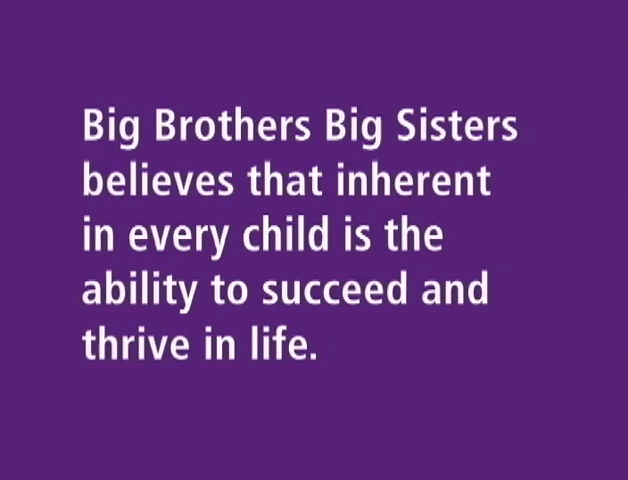 Big Brothers Big Sisters
believes that inherent
in every child is the
ability to succeed and
thrive in life.